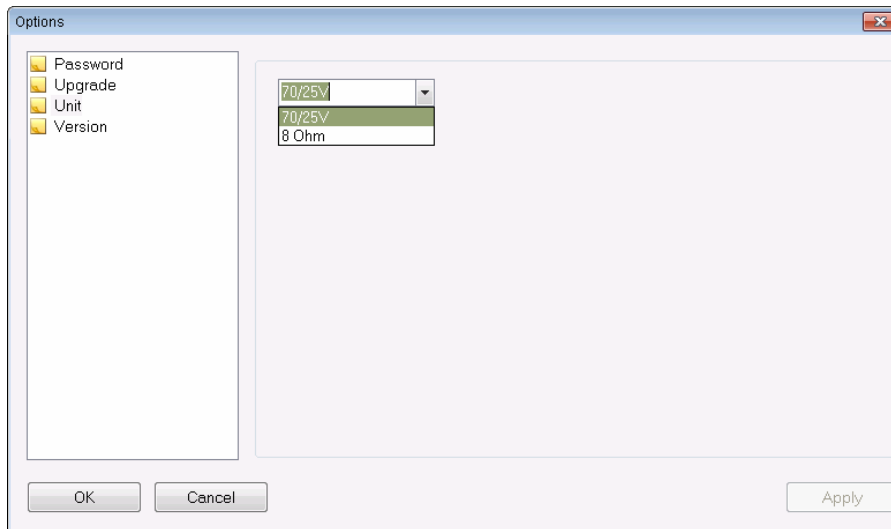 Options
Password
Upgrade
Unit
Version
70/25V
70/25V
8 Ohm
OK
Cancel
Apply